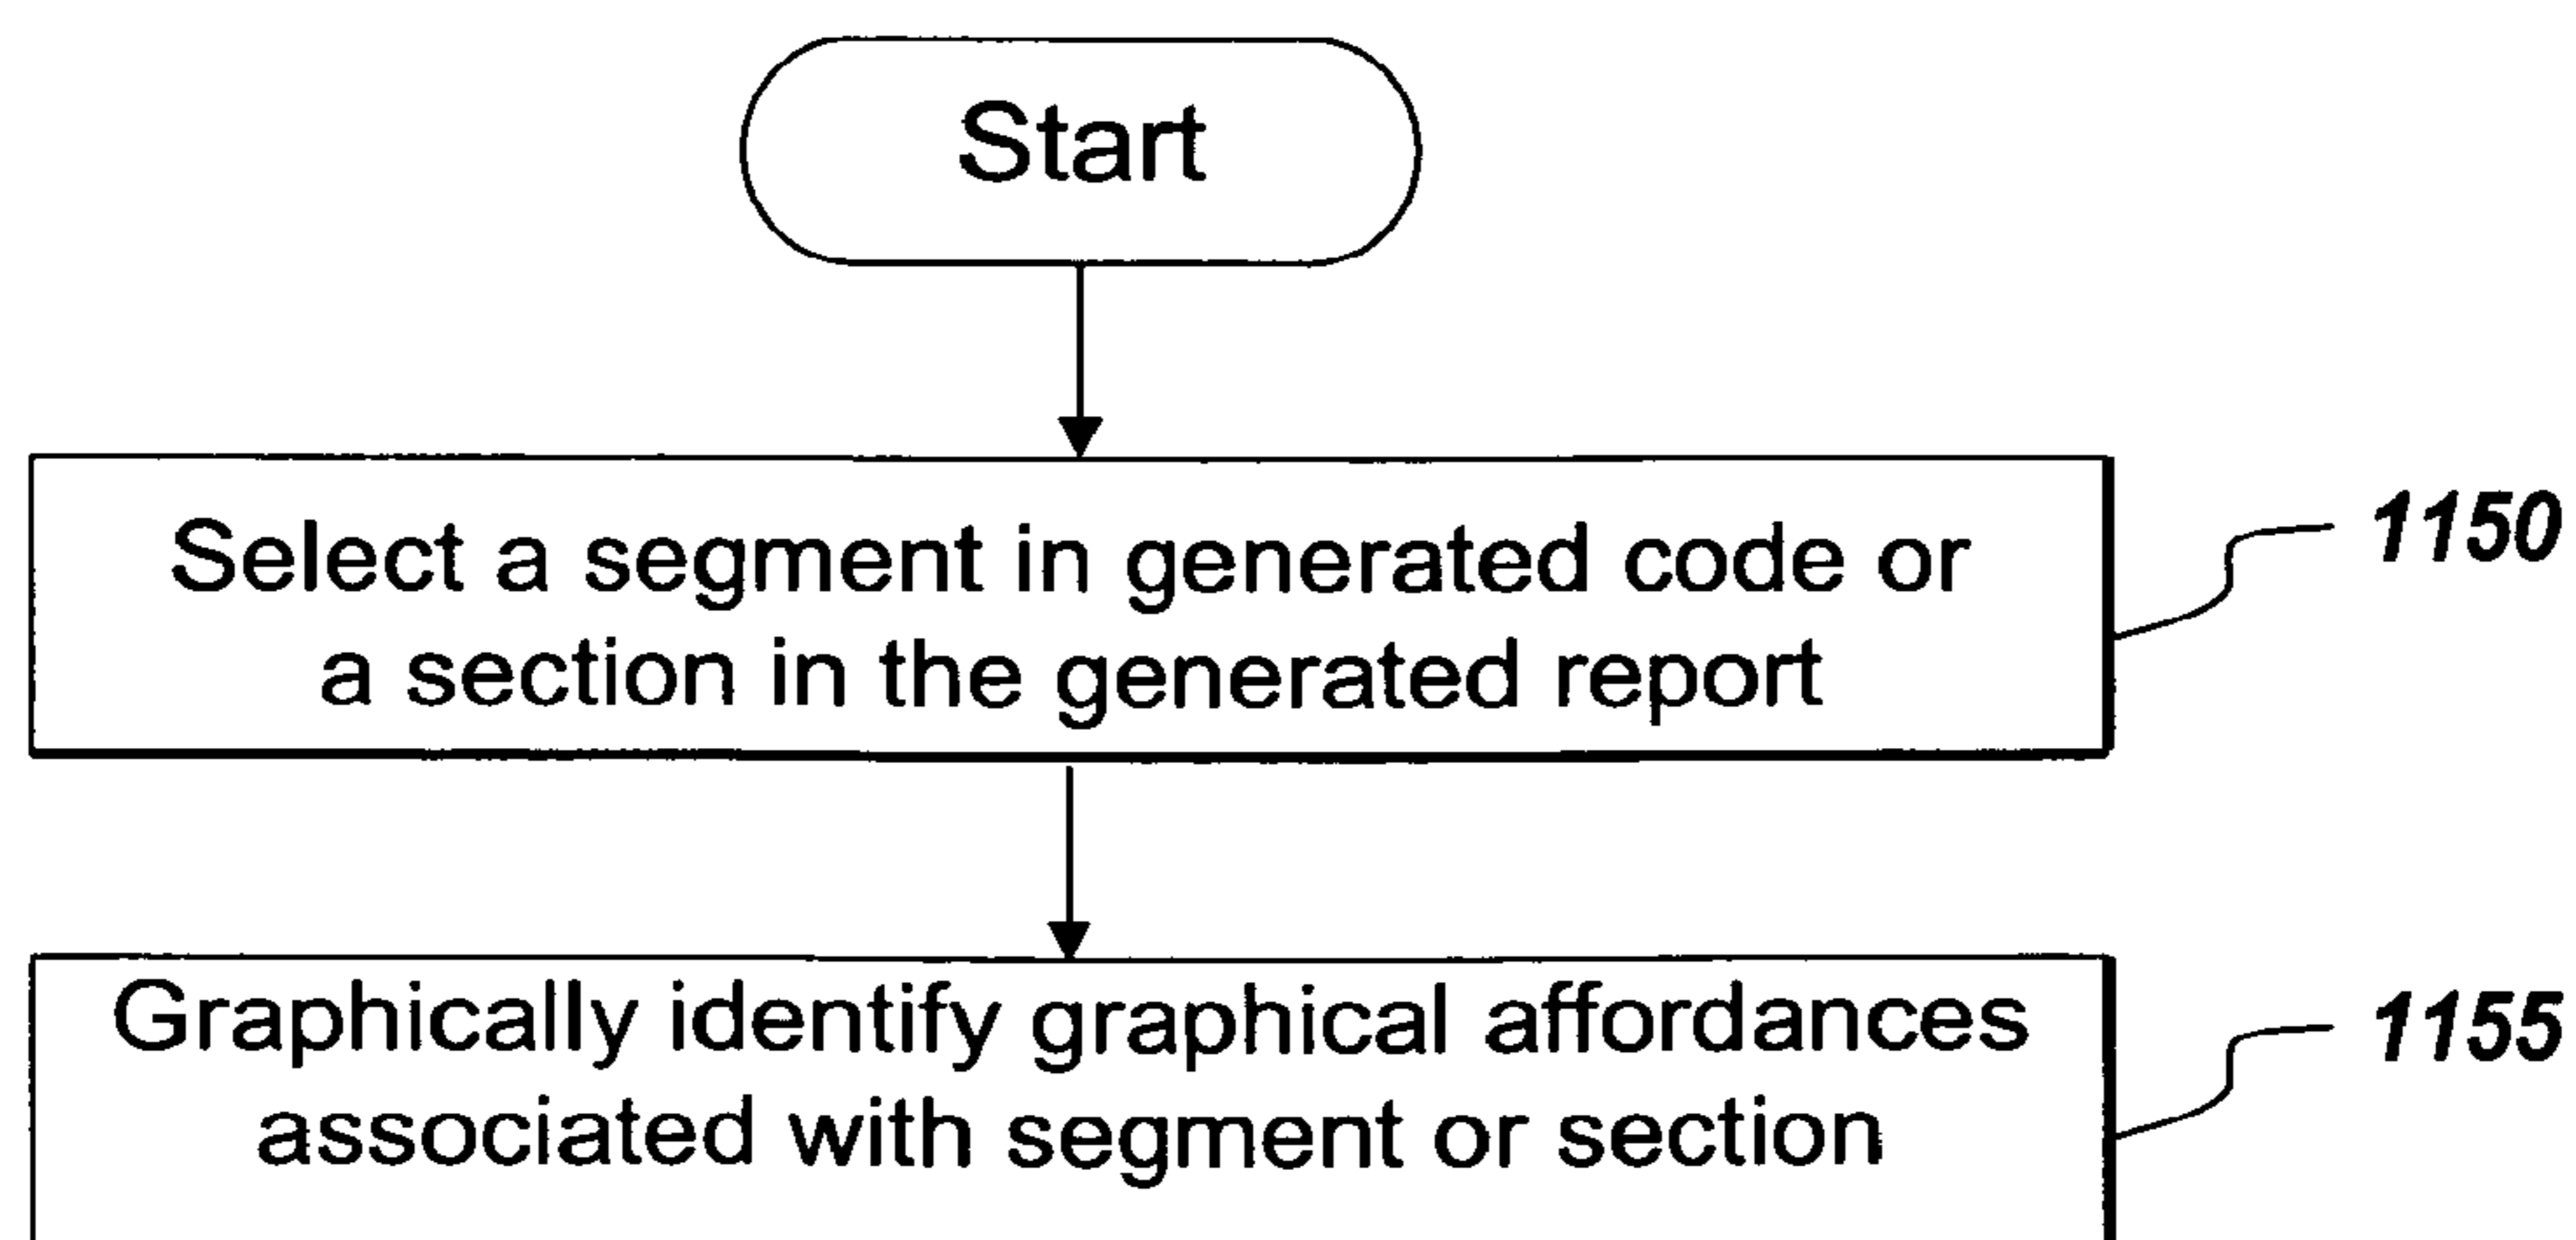 Start
Select a segment in generated code or
a section in the generated report
1150
Graphically identify graphical affordances
associated with segment or section
1155